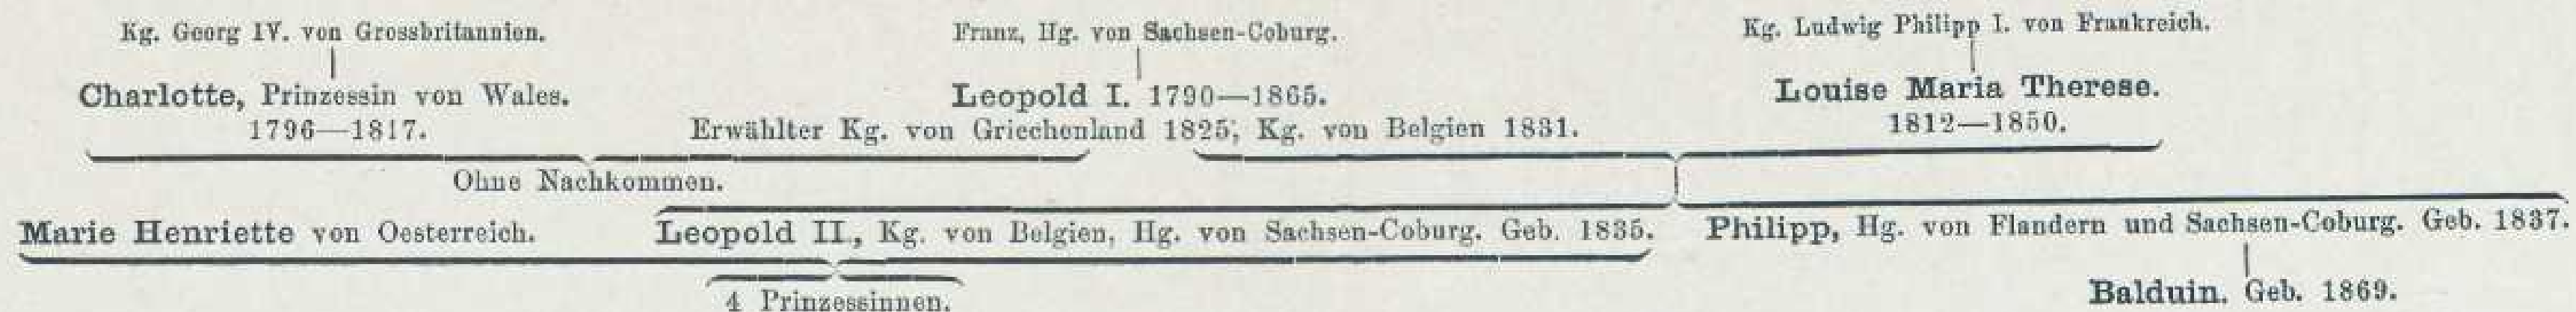 Kg. Georg IV. von Grossbritannien.
Franz, Hg. von Sachsen-Coburg.
Kg. Ludwig Philipp I. von Frankreich.
Charlotte, Prinzessin von Wales.
1796—1817.
Leopold I. 1790—1865.
Erwählter Kg. von Griechenland 1825; Kg. von Belgien 1831.
Louise Maria Therese.
1812—1850.
Ohne Nachkommen.
Marie Henriette von Oesterreich.
Leopold II., Kg. von Belgien, Hg. von Sachsen-Coburg. Geb. 1835.
Philipp, Hg. von Flandern und Sachsen-Coburg. Geb. 1837.
4 Prinzessinnen.
Balduin. Geb. 1869.